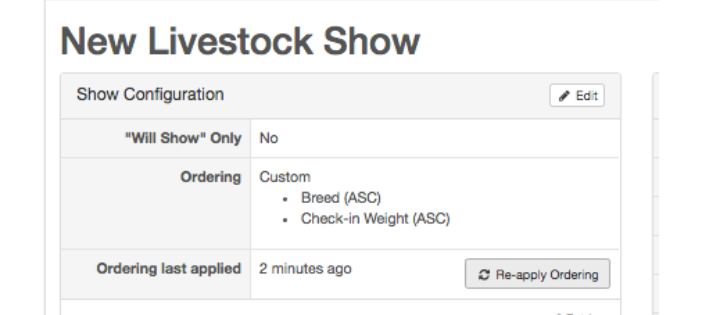 New Livestock Show
Show Configuration
Edit
"Will Show" Only No
Ordering Custom
• Breed (ASC)
• Check-in Weight (ASC)
Ordering last applied 2 minutes ago Re-apply Ordering